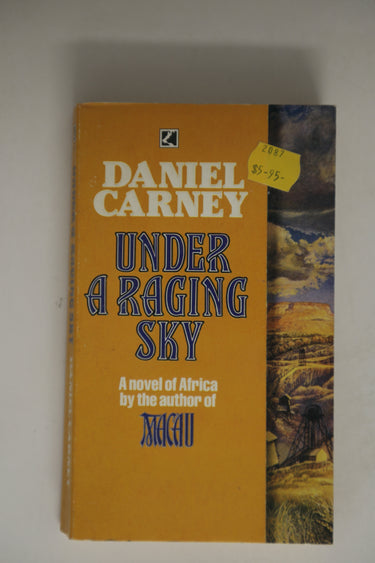 DANIEL
CARNEY
2087
$5-95-
UNDER
A RAGING
SKY
A novel of Africa
by the author of
MACAU